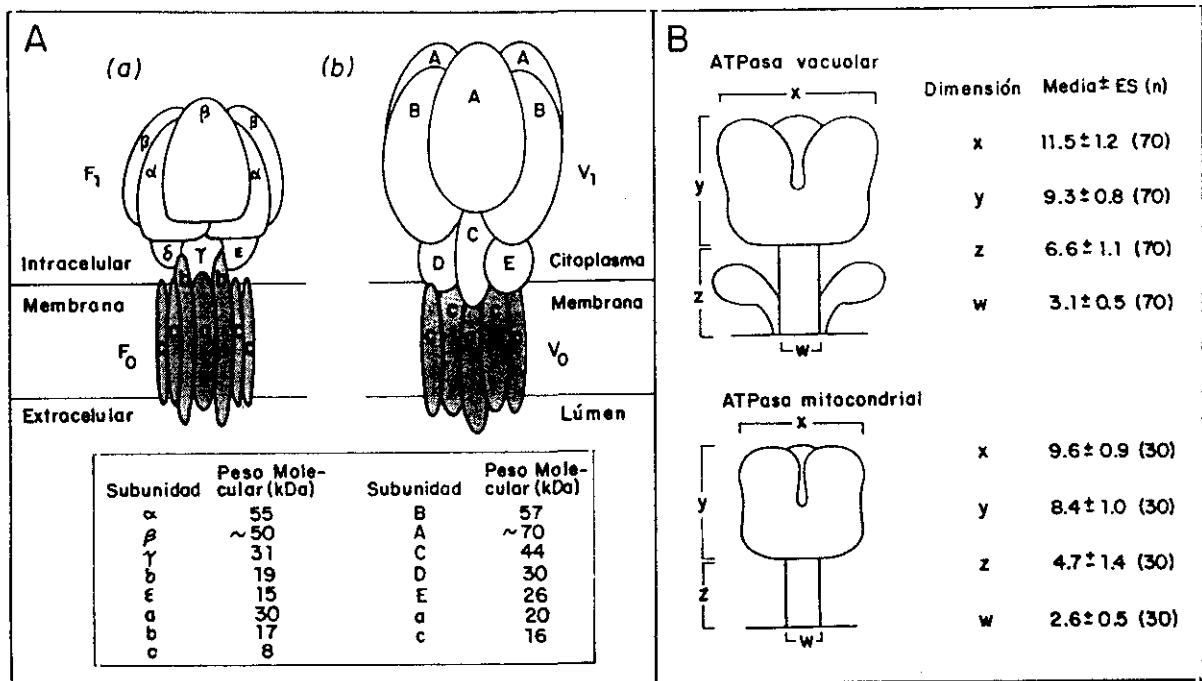 A
(a)
(b)
β
β
β
α
α
F1
δ
γ
ε
b
b
Intracelular
Membrana
F0
Extracelular
A
A
A
B
B
V1
C
D
E
Citoplasma
c
c
Membrana
V0
Lúmen
Subunidad Peso Mole-
cular (kDa) Subunidad Peso Mole-
cular (kDa)
α 55 B 57
β ~50 A ~70
γ 31 C 44
δ 19 D 30
ε 15 E 26
a 30 a 20
b 17 c 16
c 8
B
ATPasa vacuolar
x
y
z
w
Dimensión Media ± ES (n)
x 11.5 ± 1.2 (70)
y 9.3 ± 0.8 (70)
z 6.6 ± 1.1 (70)
w 3.1 ± 0.5 (70)
ATPasa mitocondrial
x
y
z
w
x 9.6 ± 0.9 (30)
y 8.4 ± 1.0 (30)
z 4.7 ± 1.4 (30)
w 2.6 ± 0.5 (30)